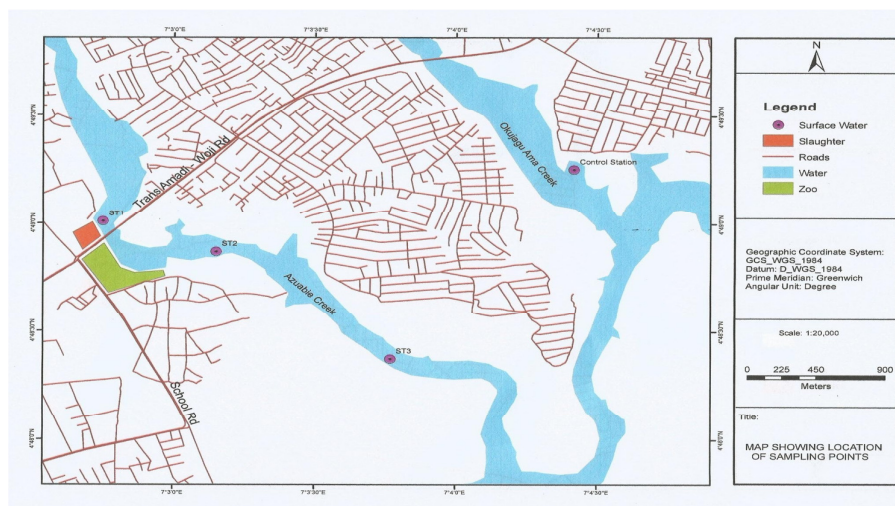 7°3'0"E
7°3'30"E
7°4'0"E
7°4'30"E
Trans Amadi - Woji Rd
Okujagu Ama Creek
Control Station
ST1
ST2
Azuabie Creek
ST3
School Rd
7°3'0"E
7°3'30"E
7°4'0"E
7°4'30"E
N
Legend
Surface Water
Slaughter
Roads
Water
Zoo
Geographic Coordinate System:
GCS_WGS_1984
Datum: D_WGS_1984
Prime Meridian: Greenwich
Angular Unit: Degree
Scale: 1:20,000
0 225 450 900
Meters
Title:
MAP SHOWING LOCATION
OF SAMPLING POINTS